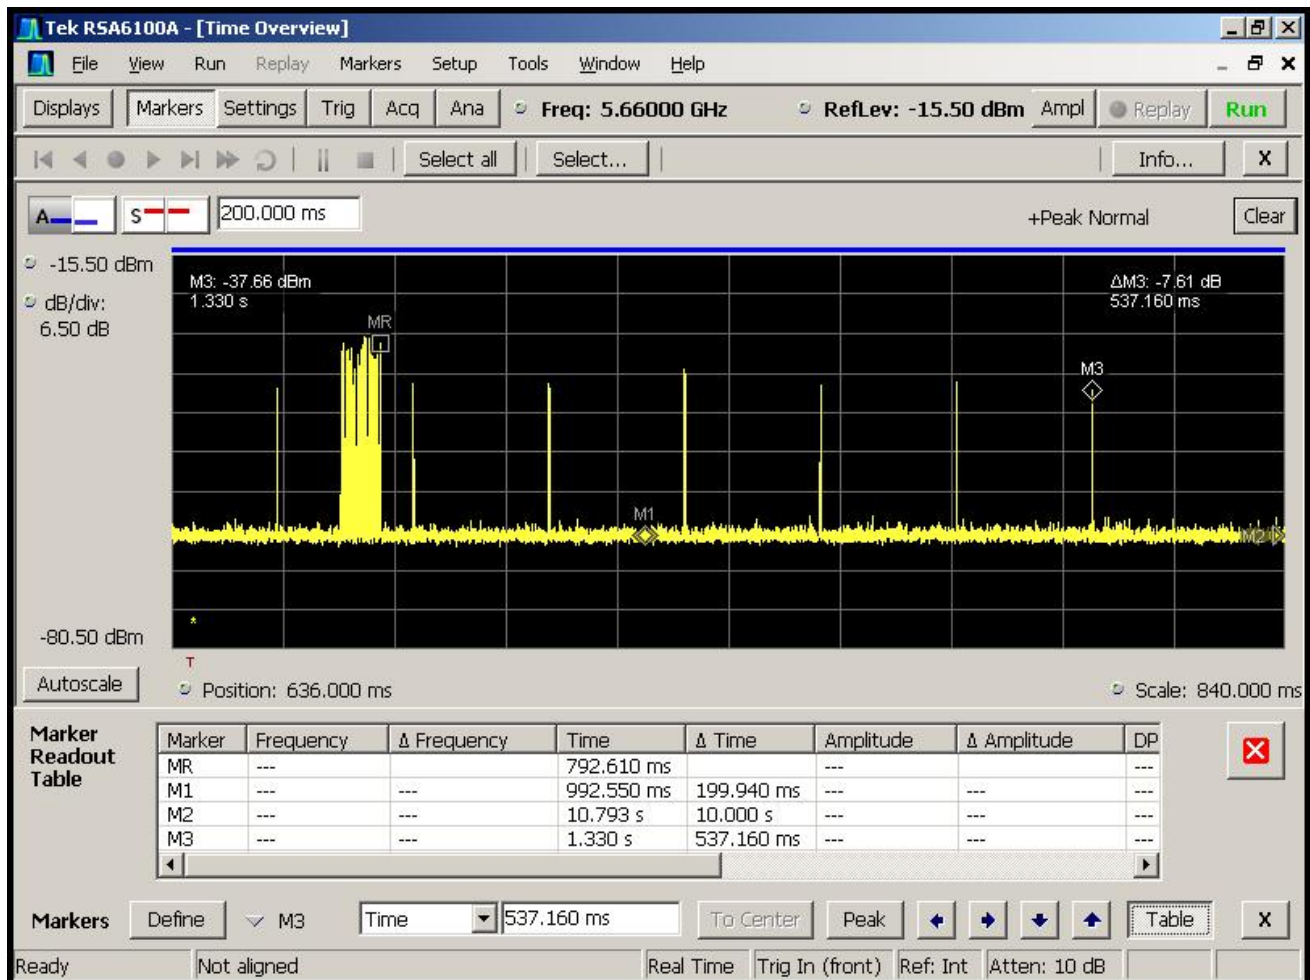 Tek RSA6100A - [Time Overview]
File View Run Replay Markers Setup Tools Window Help
Displays Markers Settings Trig Acq Ana Freq: 5.66000 GHz RefLev: -15.50 dBm Ampl Replay Run
Select all Select... Info... X
A S 200.000 ms +Peak Normal Clear
-15.50 dBm
dB/div:
6.50 dB
M3: -37.66 dBm
1.330 s
ΔM3: -7.61 dB
537.160 ms
MR
M3
M1
M2
-80.50 dBm
T
Autoscale Position: 636.000 ms Scale: 840.000 ms
Marker Readout Table
Marker Frequency Δ Frequency Time Δ Time Amplitude Δ Amplitude DP
MR --- 792.610 ms --- ---
M1 --- --- 992.550 ms 199.940 ms --- --- ---
M2 --- --- 10.793 s 10.000 s --- --- ---
M3 --- --- 1.330 s 537.160 ms --- --- ---
Markers Define M3 Time 537.160 ms To Center Peak Table X
Ready Not aligned Real Time Trig In (front) Ref: Int Atten: 10 dB